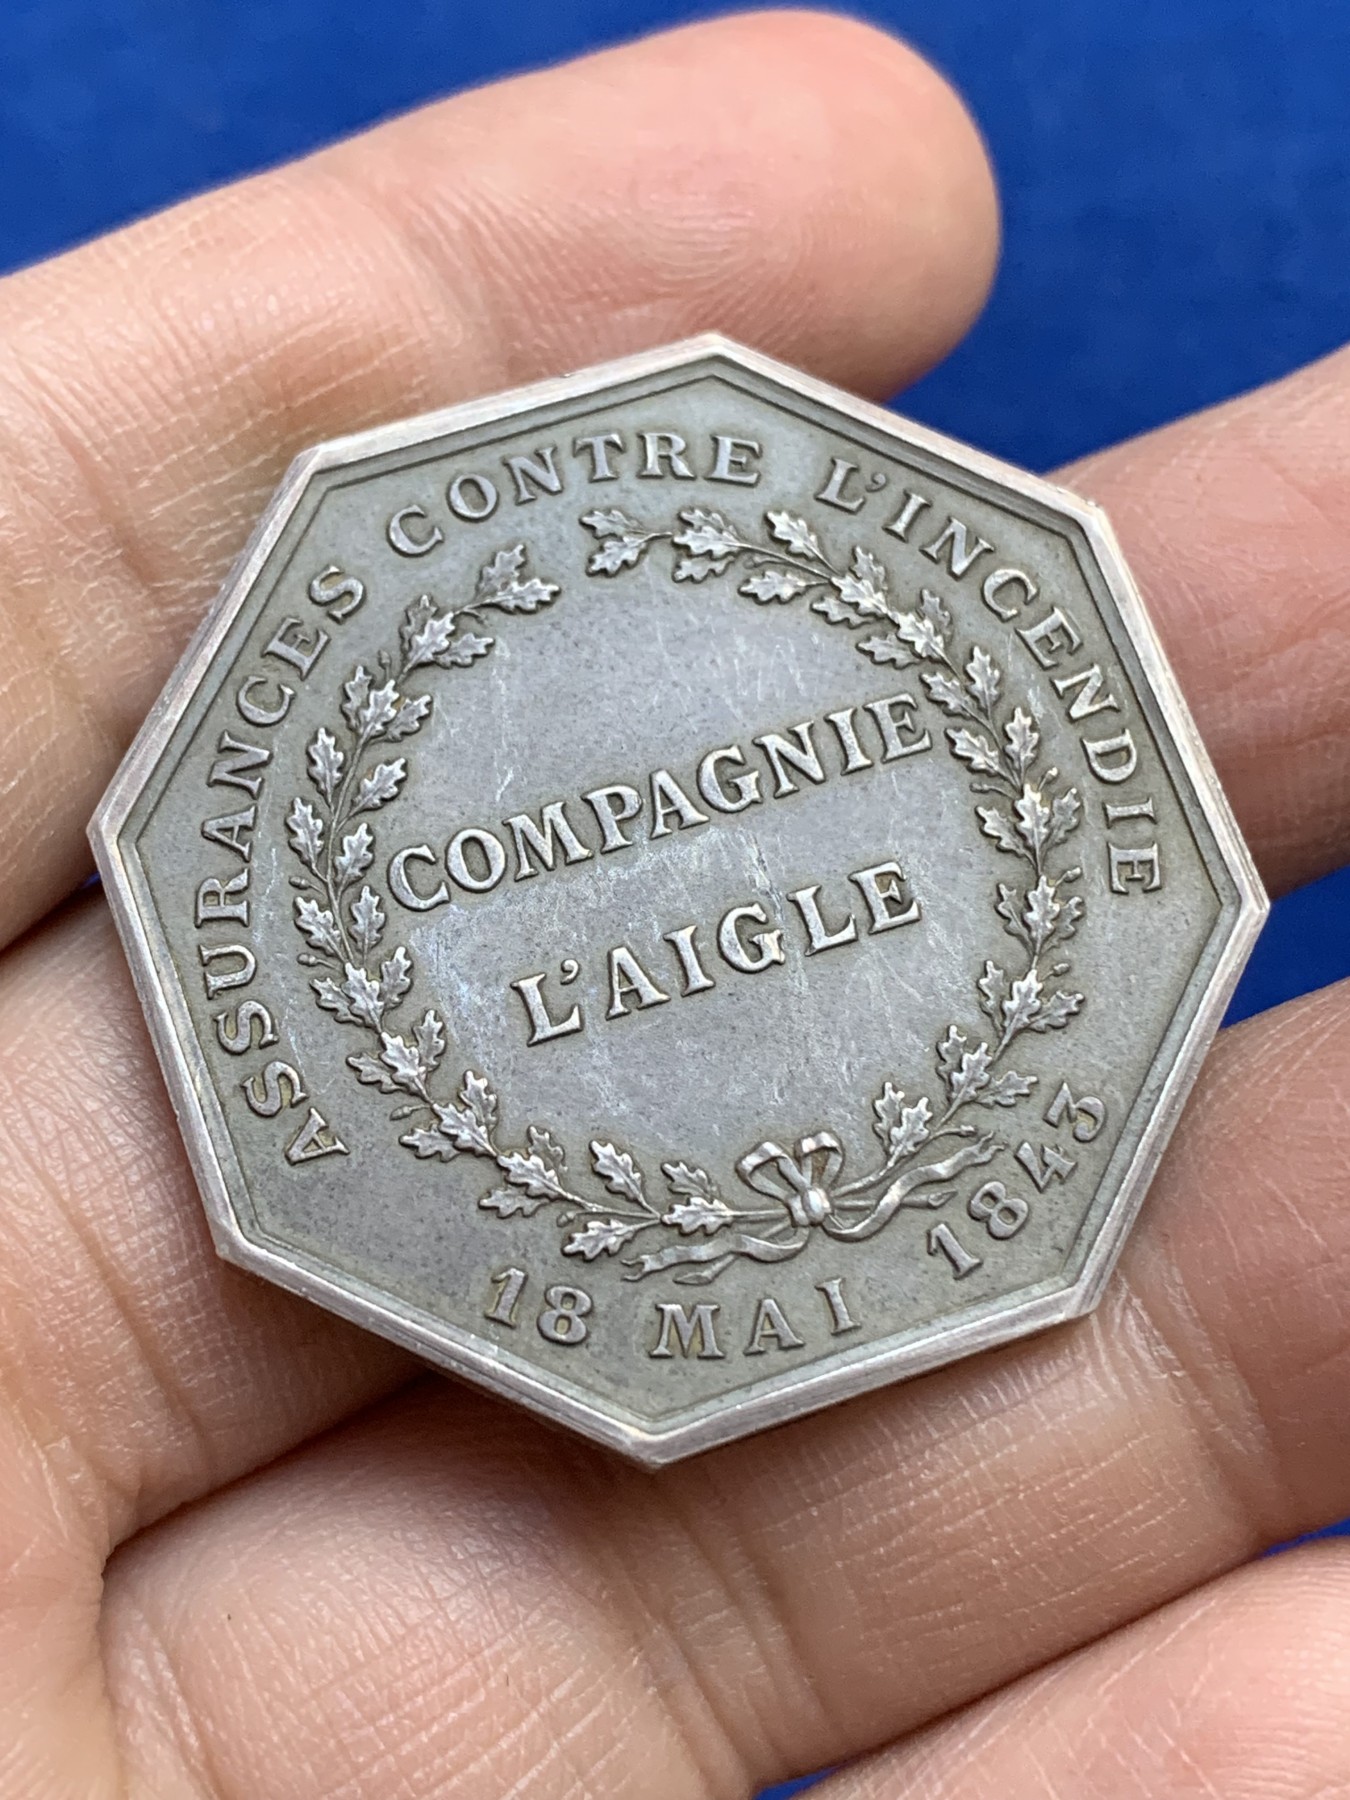 ASSURANCES CONTRE L'INCENDIE
COMPAGNIE
L'AIGLE
18 MAI 1843